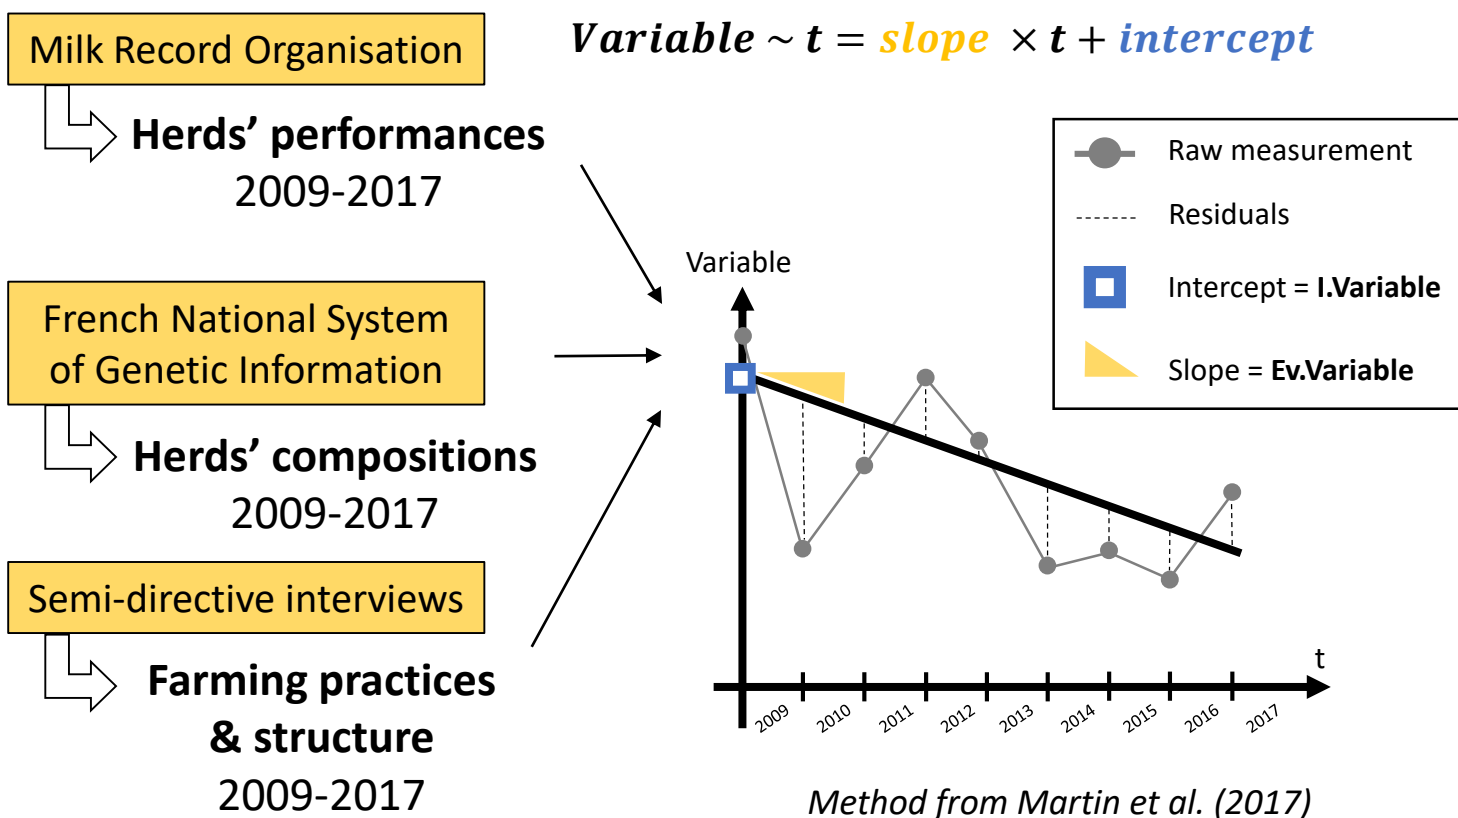 Milk Record Organisation
Herds’ performances
2009-2017
French National System
of Genetic Information
Herds’ compositions
2009-2017
Semi-directive interviews
Farming practices
& structure
2009-2017
Variable ~ t = slope × t + intercept
Raw measurement
Residuals
Intercept = I.Variable
Slope = Ev.Variable
Variable
t
2009
2010
2011
2012
2013
2014
2015
2016
2017
Method from Martin et al. (2017)